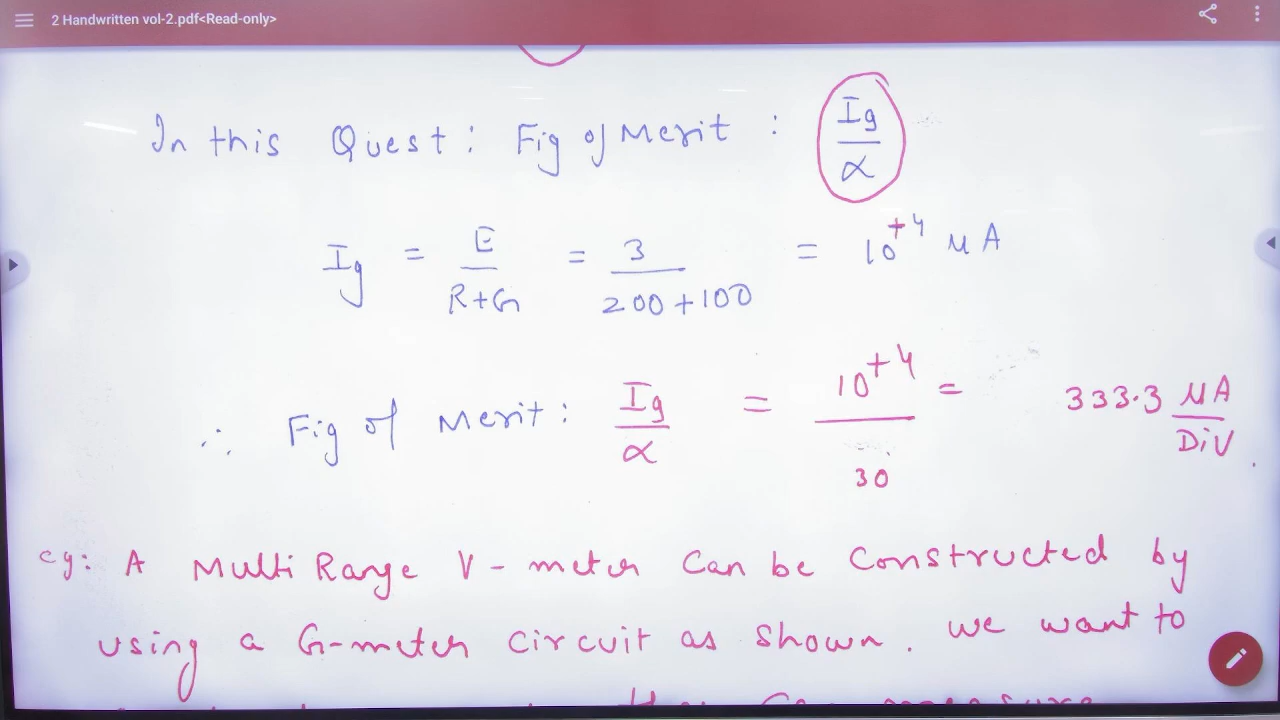 2 Handwritten vol-2.pdf<Read-only>
In this Quest: Fig of Merit : Ig/α
Ig = E/R+G = 3/200+100 = 10^+4 μA
∴ Fig of Merit: Ig/α = 10^+4/30 = 333.3 μA/Div.
eg: A Multi Range V-meter Can be Constructed by
using a G-meter circuit as shown. we want to